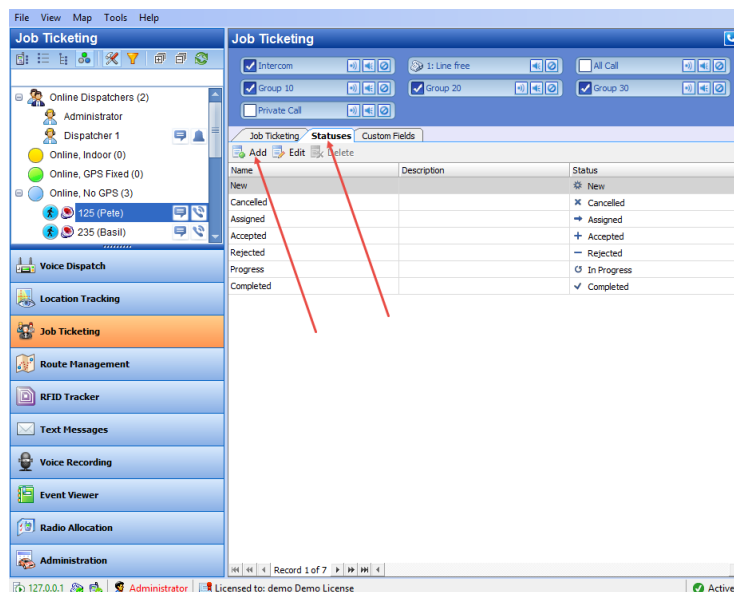 File View Map Tools Help
Job Ticketing
Online Dispatchers (2)
Administrator
Dispatcher 1
Online, Indoor (0)
Online, GPS Fixed (0)
Online, No GPS (3)
125 (Pete)
235 (Basil)
Voice Dispatch
Location Tracking
Job Ticketing
Route Management
RFID Tracker
Text Messages
Voice Recording
Event Viewer
Radio Allocation
Administration
Job Ticketing
Intercom 1: Line free All Call
Group 10 Group 20 Group 30
Private Call
Job Ticketing Statuses Custom Fields
Add Edit Delete
Name Description Status
New New
Cancelled Cancelled
Assigned Assigned
Accepted Accepted
Rejected Rejected
Progress In Progress
Completed Completed
Record 1 of 7
127.0.0.1 Administrator Licensed to: demo Demo License Active